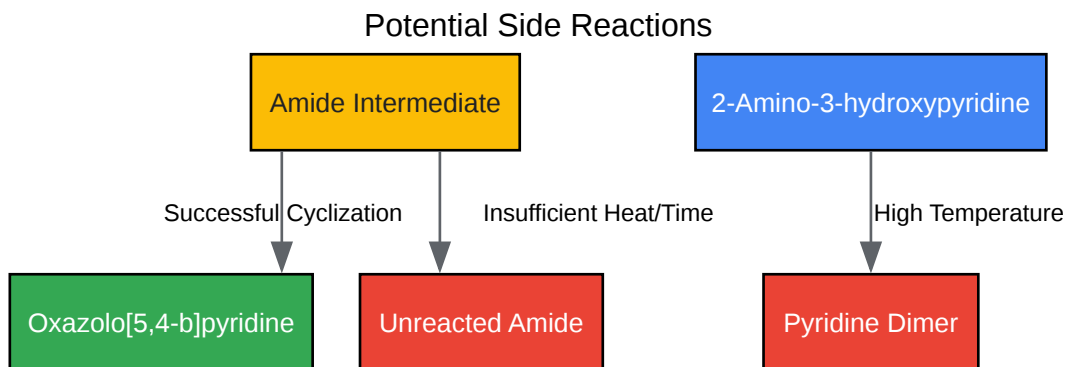 Potential Side Reactions
Amide Intermediate
2-Amino-3-hydroxypyridine
Successful Cyclization
Insufficient Heat/Time
High Temperature
Oxazolo[5,4-b]pyridine
Unreacted Amide
Pyridine Dimer